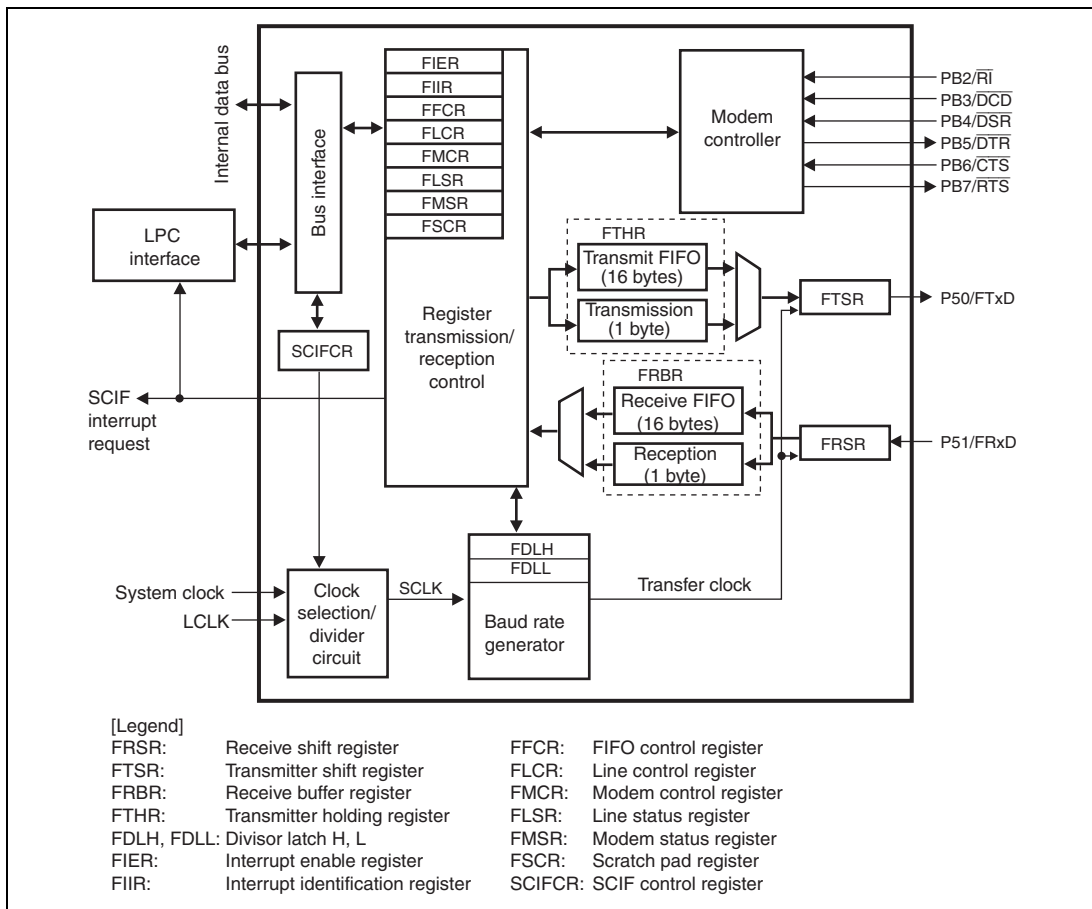 Internal data bus
Bus interface
LPC
interface
SCIFCR
SCIF
interrupt
request
FIER
FIIR
FFCR
FLCR
FMCR
FLSR
FMSR
FSCR
Register
transmission/
reception
control
Modem
controller
PB2/RI
PB3/DCD
PB4/DSR
PB5/DTR
PB6/CTS
PB7/RTS
FTHR
Transmit FIFO
(16 bytes)
Transmission
(1 byte)
FTSR
P50/FTxD
FRBR
Receive FIFO
(16 bytes)
Reception
(1 byte)
FRSR
P51/FRxD
System clock
LCLK
Clock
selection/
divider
circuit
SCLK
FDLH
FDLL
Baud rate
generator
Transfer clock
[Legend]
FRSR: Receive shift register
FTSR: Transmitter shift register
FRBR: Receive buffer register
FTHR: Transmitter holding register
FDLH, FDLL: Divisor latch H, L
FIER: Interrupt enable register
FIIR: Interrupt identification register
FFCR: FIFO control register
FLCR: Line control register
FMCR: Modem control register
FLSR: Line status register
FMSR: Modem status register
FSCR: Scratch pad register
SCIFCR: SCIF control register